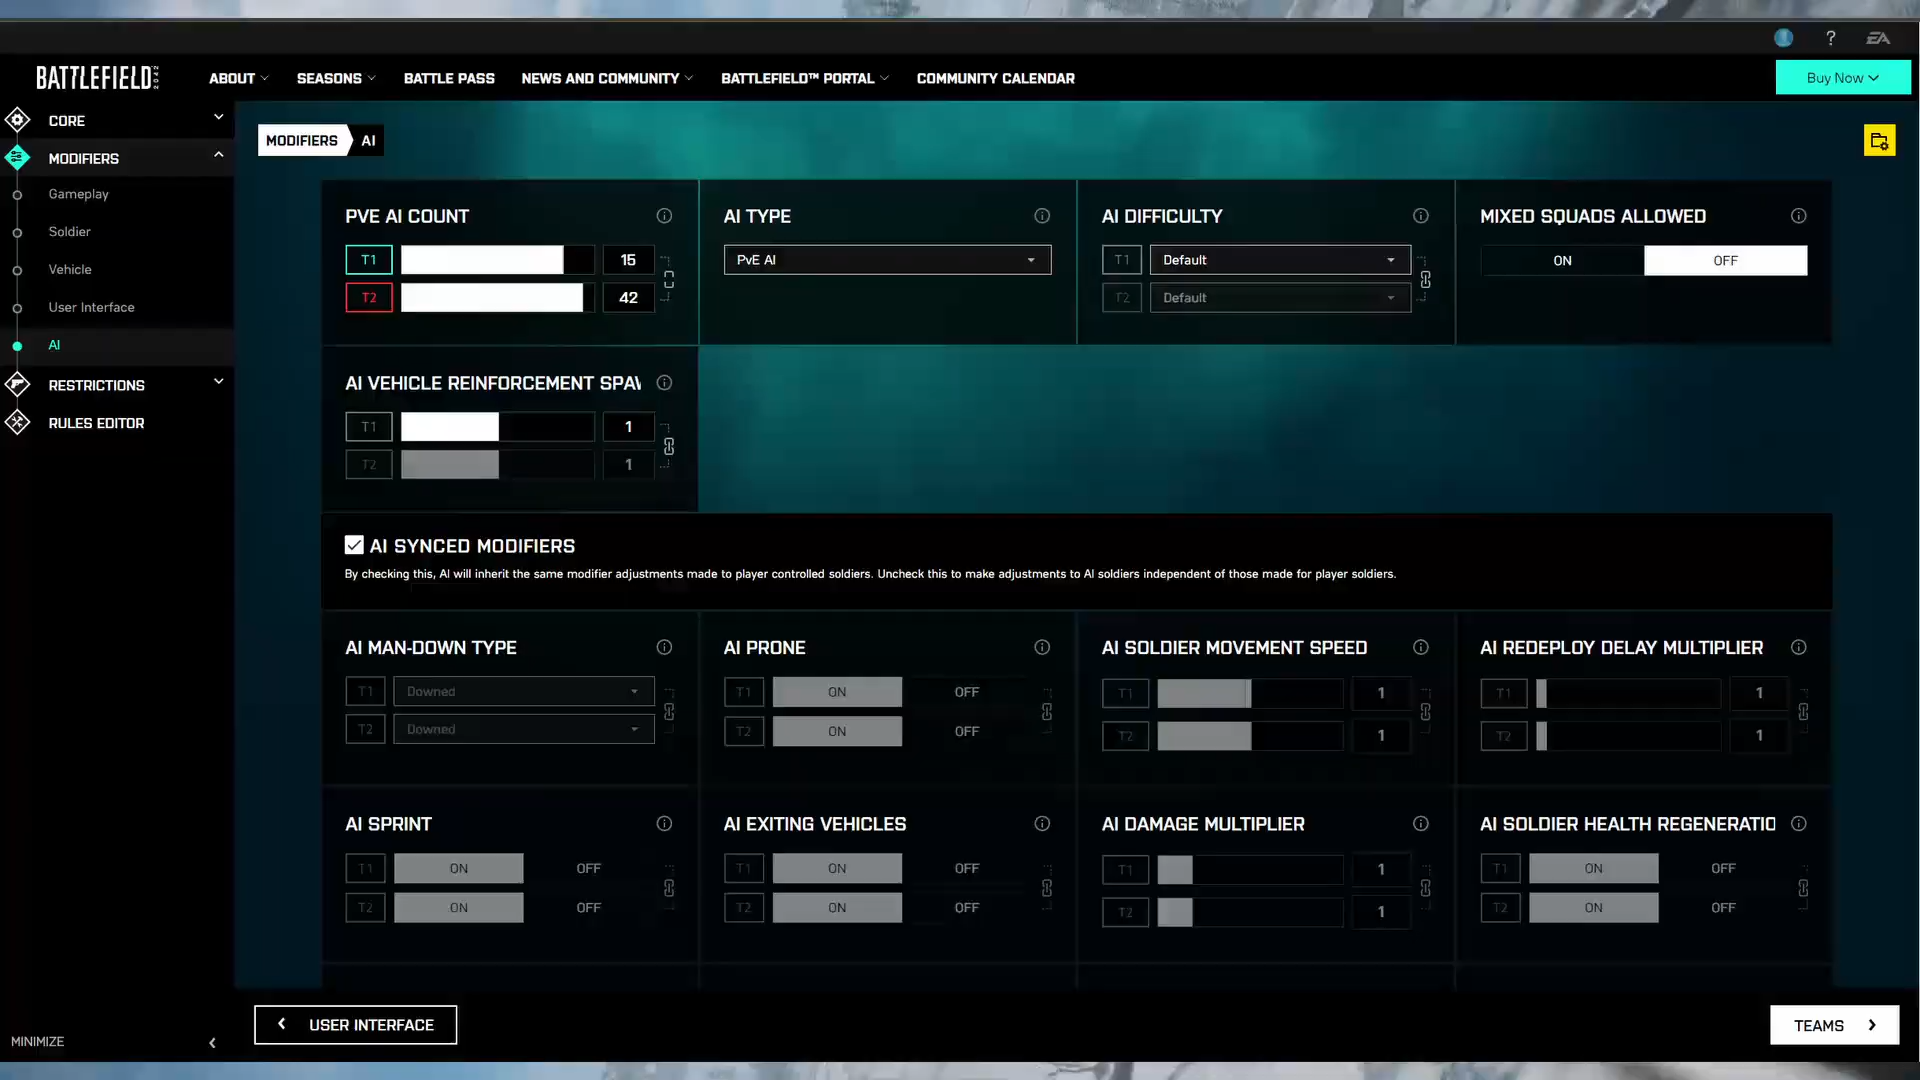 ?
EA
BATTLEFIELD 2042
ABOUT
SEASONS
BATTLE PASS
NEWS AND COMMUNITY
BATTLEFIELD™ PORTAL
COMMUNITY CALENDAR
Buy Now
CORE
MODIFIERS
Gameplay
Soldier
Vehicle
User Interface
AI
RESTRICTIONS
RULES EDITOR
MINIMIZE
MODIFIERS AI
PVE AI COUNT
T1 15
T2 42
AI TYPE
PvE AI
AI DIFFICULTY
T1 Default
T2 Default
MIXED SQUADS ALLOWED
ON OFF
AI VEHICLE REINFORCEMENT SPAW
T1 1
T2 1
AI SYNCED MODIFIERS
By checking this, AI will inherit the same modifier adjustments made to player controlled soldiers. Uncheck this to make adjustments to AI soldiers independent of those made for player soldiers.
AI MAN-DOWN TYPE
T1 Downed
T2 Downed
AI PRONE
T1 ON OFF
T2 ON OFF
AI SOLDIER MOVEMENT SPEED
T1 1
T2 1
AI REDEPLOY DELAY MULTIPLIER
T1 1
T2 1
AI SPRINT
T1 ON OFF
T2 ON OFF
AI EXITING VEHICLES
T1 ON OFF
T2 ON OFF
AI DAMAGE MULTIPLIER
T1 1
T2 1
AI SOLDIER HEALTH REGENERATIO
T1 ON OFF
T2 ON OFF
USER INTERFACE
TEAMS